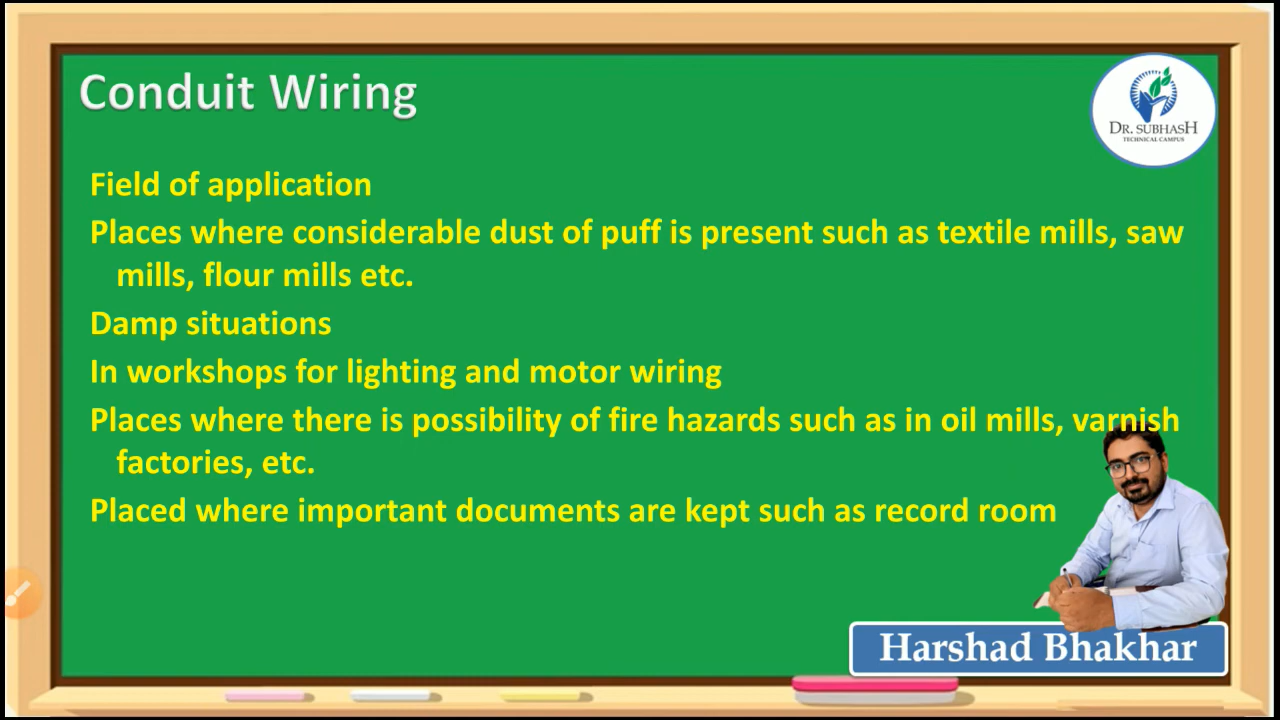 Conduit Wiring
DR. SUBHASH
TECHNICAL CAMPUS
Field of application
Places where considerable dust of puff is present such as textile mills, saw
mills, flour mills etc.
Damp situations
In workshops for lighting and motor wiring
Places where there is possibility of fire hazards such as in oil mills, varnish
factories, etc.
Placed where important documents are kept such as record room
Harshad Bhakhar